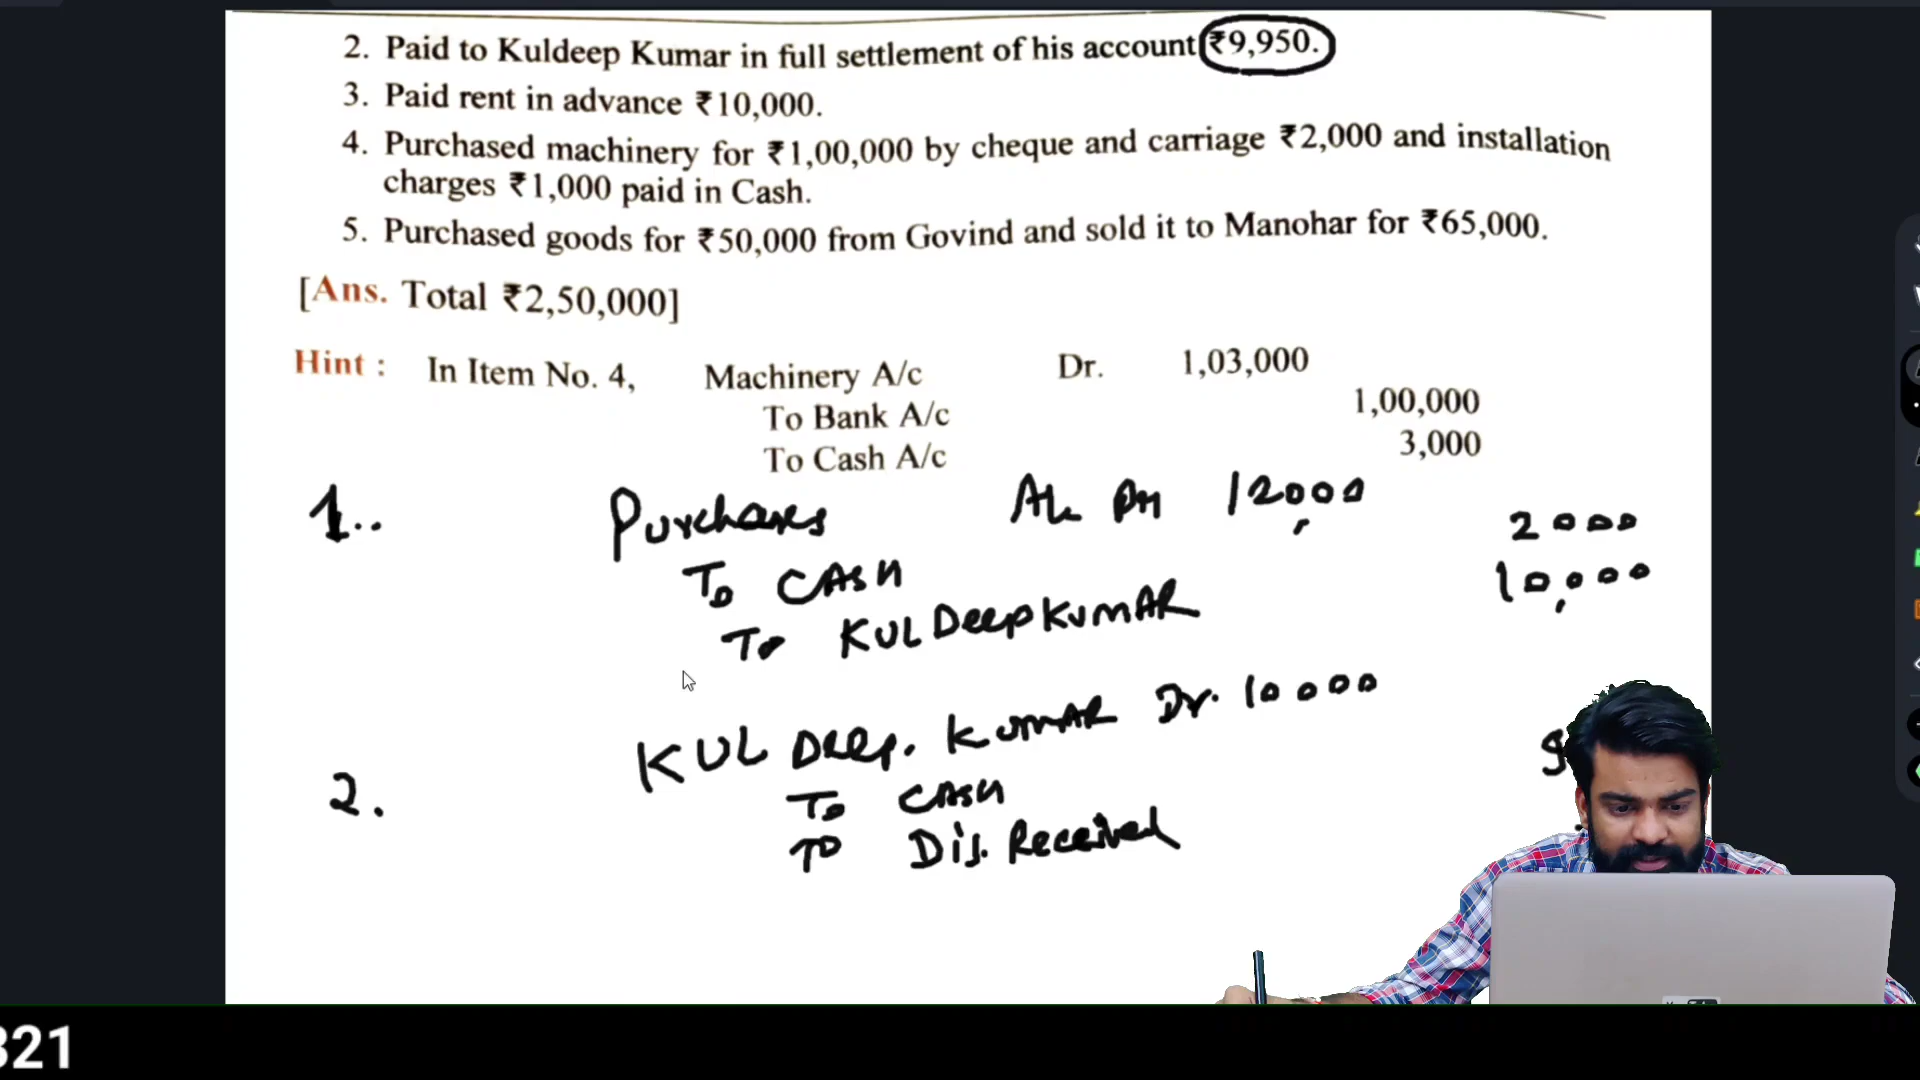 2. Paid to Kuldeep Kumar in full settlement of his account ₹9,950.
3. Paid rent in advance ₹10,000.
4. Purchased machinery for ₹1,00,000 by cheque and carriage ₹2,000 and installation
charges ₹1,000 paid in Cash.
5. Purchased goods for ₹50,000 from Govind and sold it to Manohar for ₹65,000.
[Ans. Total ₹2,50,000]
Hint : In Item No. 4, Machinery A/c Dr. 1,03,000
To Bank A/c 1,00,000
To Cash A/c 3,000
1.. Purchases 12,000
To CASH 2000
To KULDeepKUMAR 10,000
2. KUL Deep. KUMAR Dr. 10000
To CASH 9
TO Dis. Received
321